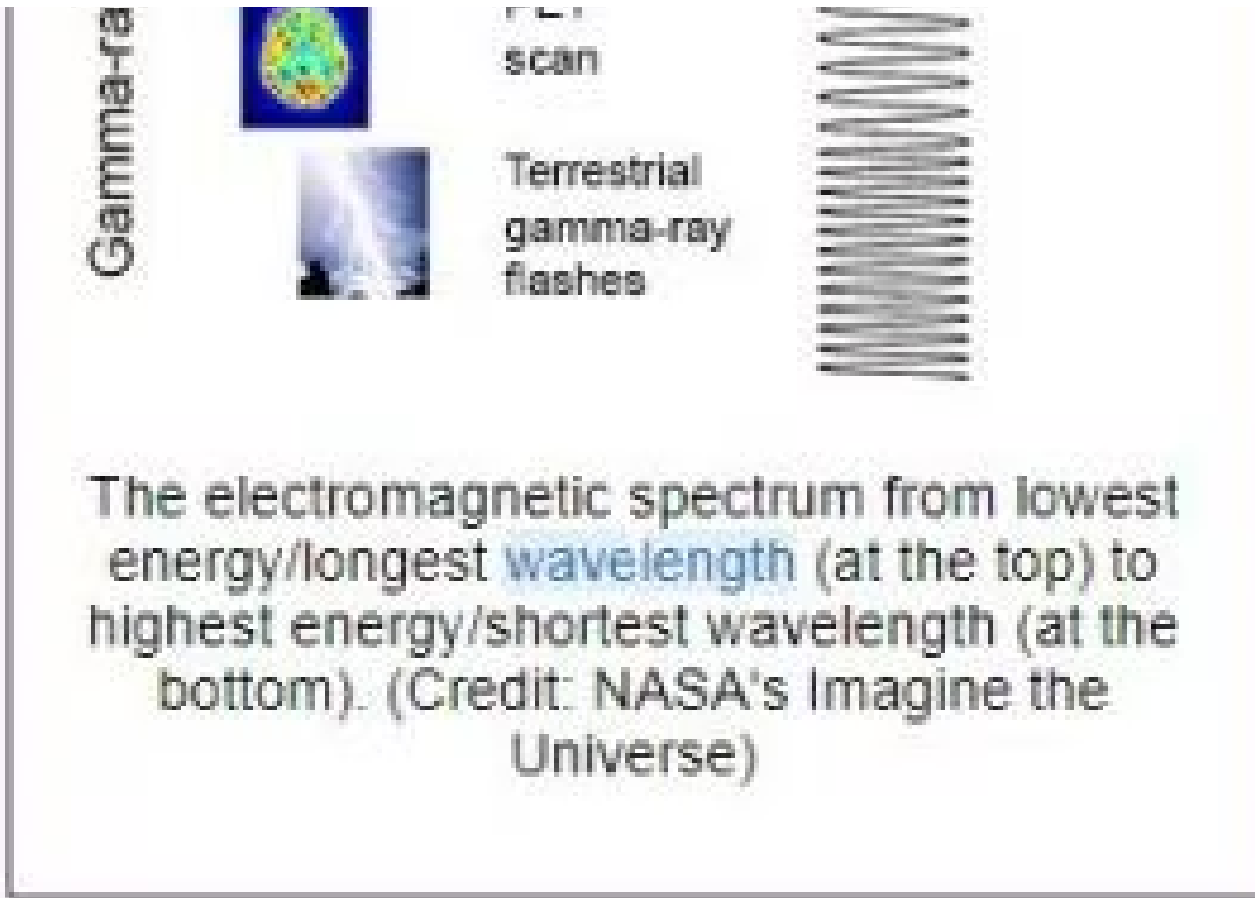 Gamma-ra
scan
Terrestrial
gamma-ray
flashes
The electromagnetic spectrum from lowest
energy/longest wavelength (at the top) to
highest energy/shortest wavelength (at the
bottom). (Credit: NASA's Imagine the
Universe)